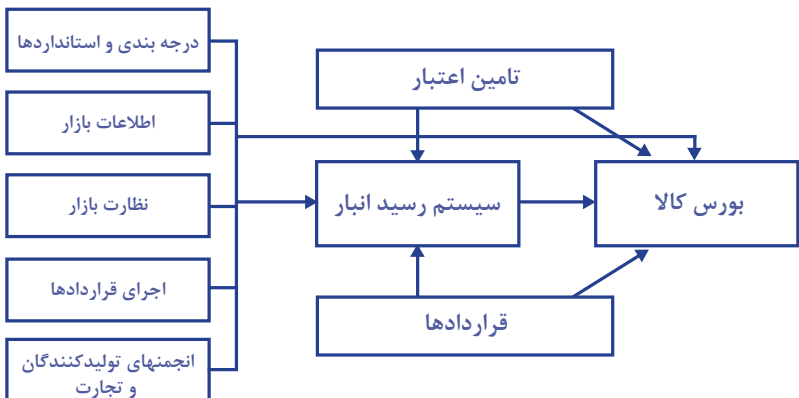 درجه بندی و استانداردها
اطلاعات بازار
نظارت بازار
اجرای قراردادها
انجمنهای تولیدکنندگان
و تجارت
تامین اعتبار
سیستم رسید انبار
قراردادها
بورس کالا